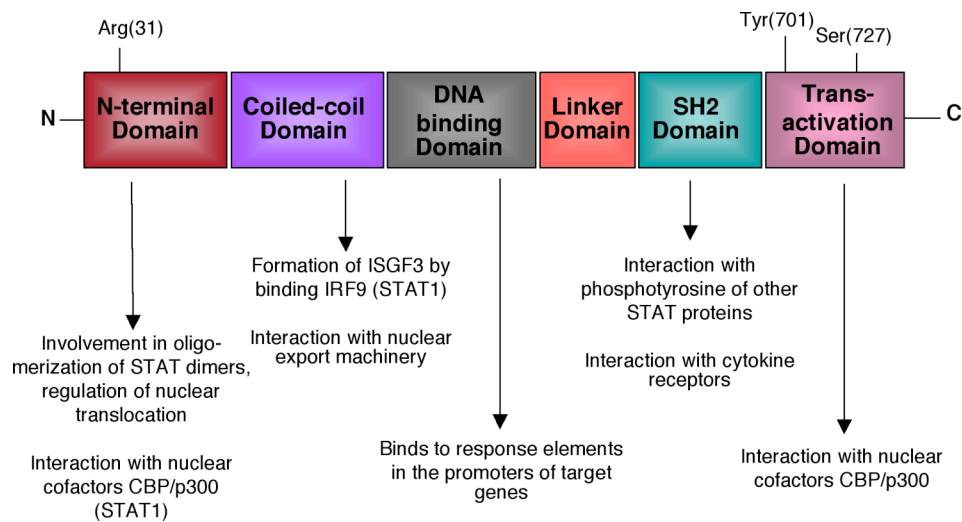 Arg(31)
Tyr(701)
Ser(727)
N
N-terminal
Domain
Coiled-coil
Domain
DNA
binding
Domain
Linker
Domain
SH2
Domain
Trans-
activation
Domain
C
Involvement in oligo-
merization of STAT dimers,
regulation of nuclear
translocation
Interaction with nuclear
cofactors CBP/p300
(STAT1)
Formation of ISGF3 by
binding IRF9 (STAT1)
Interaction with nuclear
export machinery
Binds to response elements
in the promoters of target
genes
Interaction with
phosphotyrosine of other
STAT proteins
Interaction with cytokine
receptors
Interaction with nuclear
cofactors CBP/p300